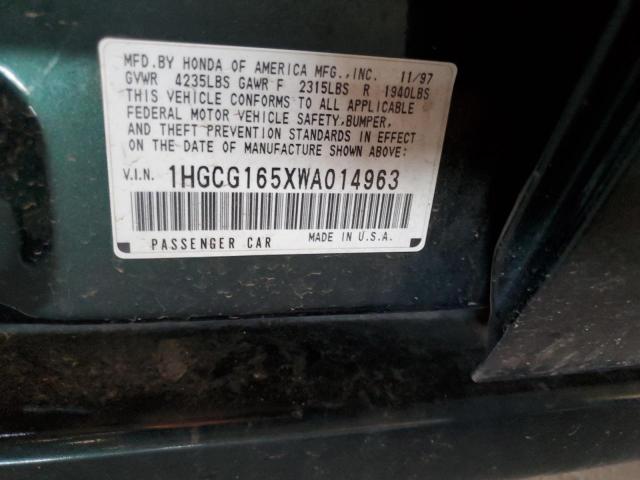 MFD.BY HONDA OF AMERICA MFG.,INC. 11/97
GVWR 4235LBS GAWR F 2315LBS R 1940LBS
THIS VEHICLE CONFORMS TO ALL APPLICABLE
FEDERAL MOTOR VEHICLE SAFETY,BUMPER,
AND THEFT PREVENTION STANDARDS IN EFFECT
ON THE DATE OF MANUFACTURE SHOWN ABOVE.
V.I.N. 1HGCG165XWA014963
PASSENGER CAR MADE IN U.S.A.